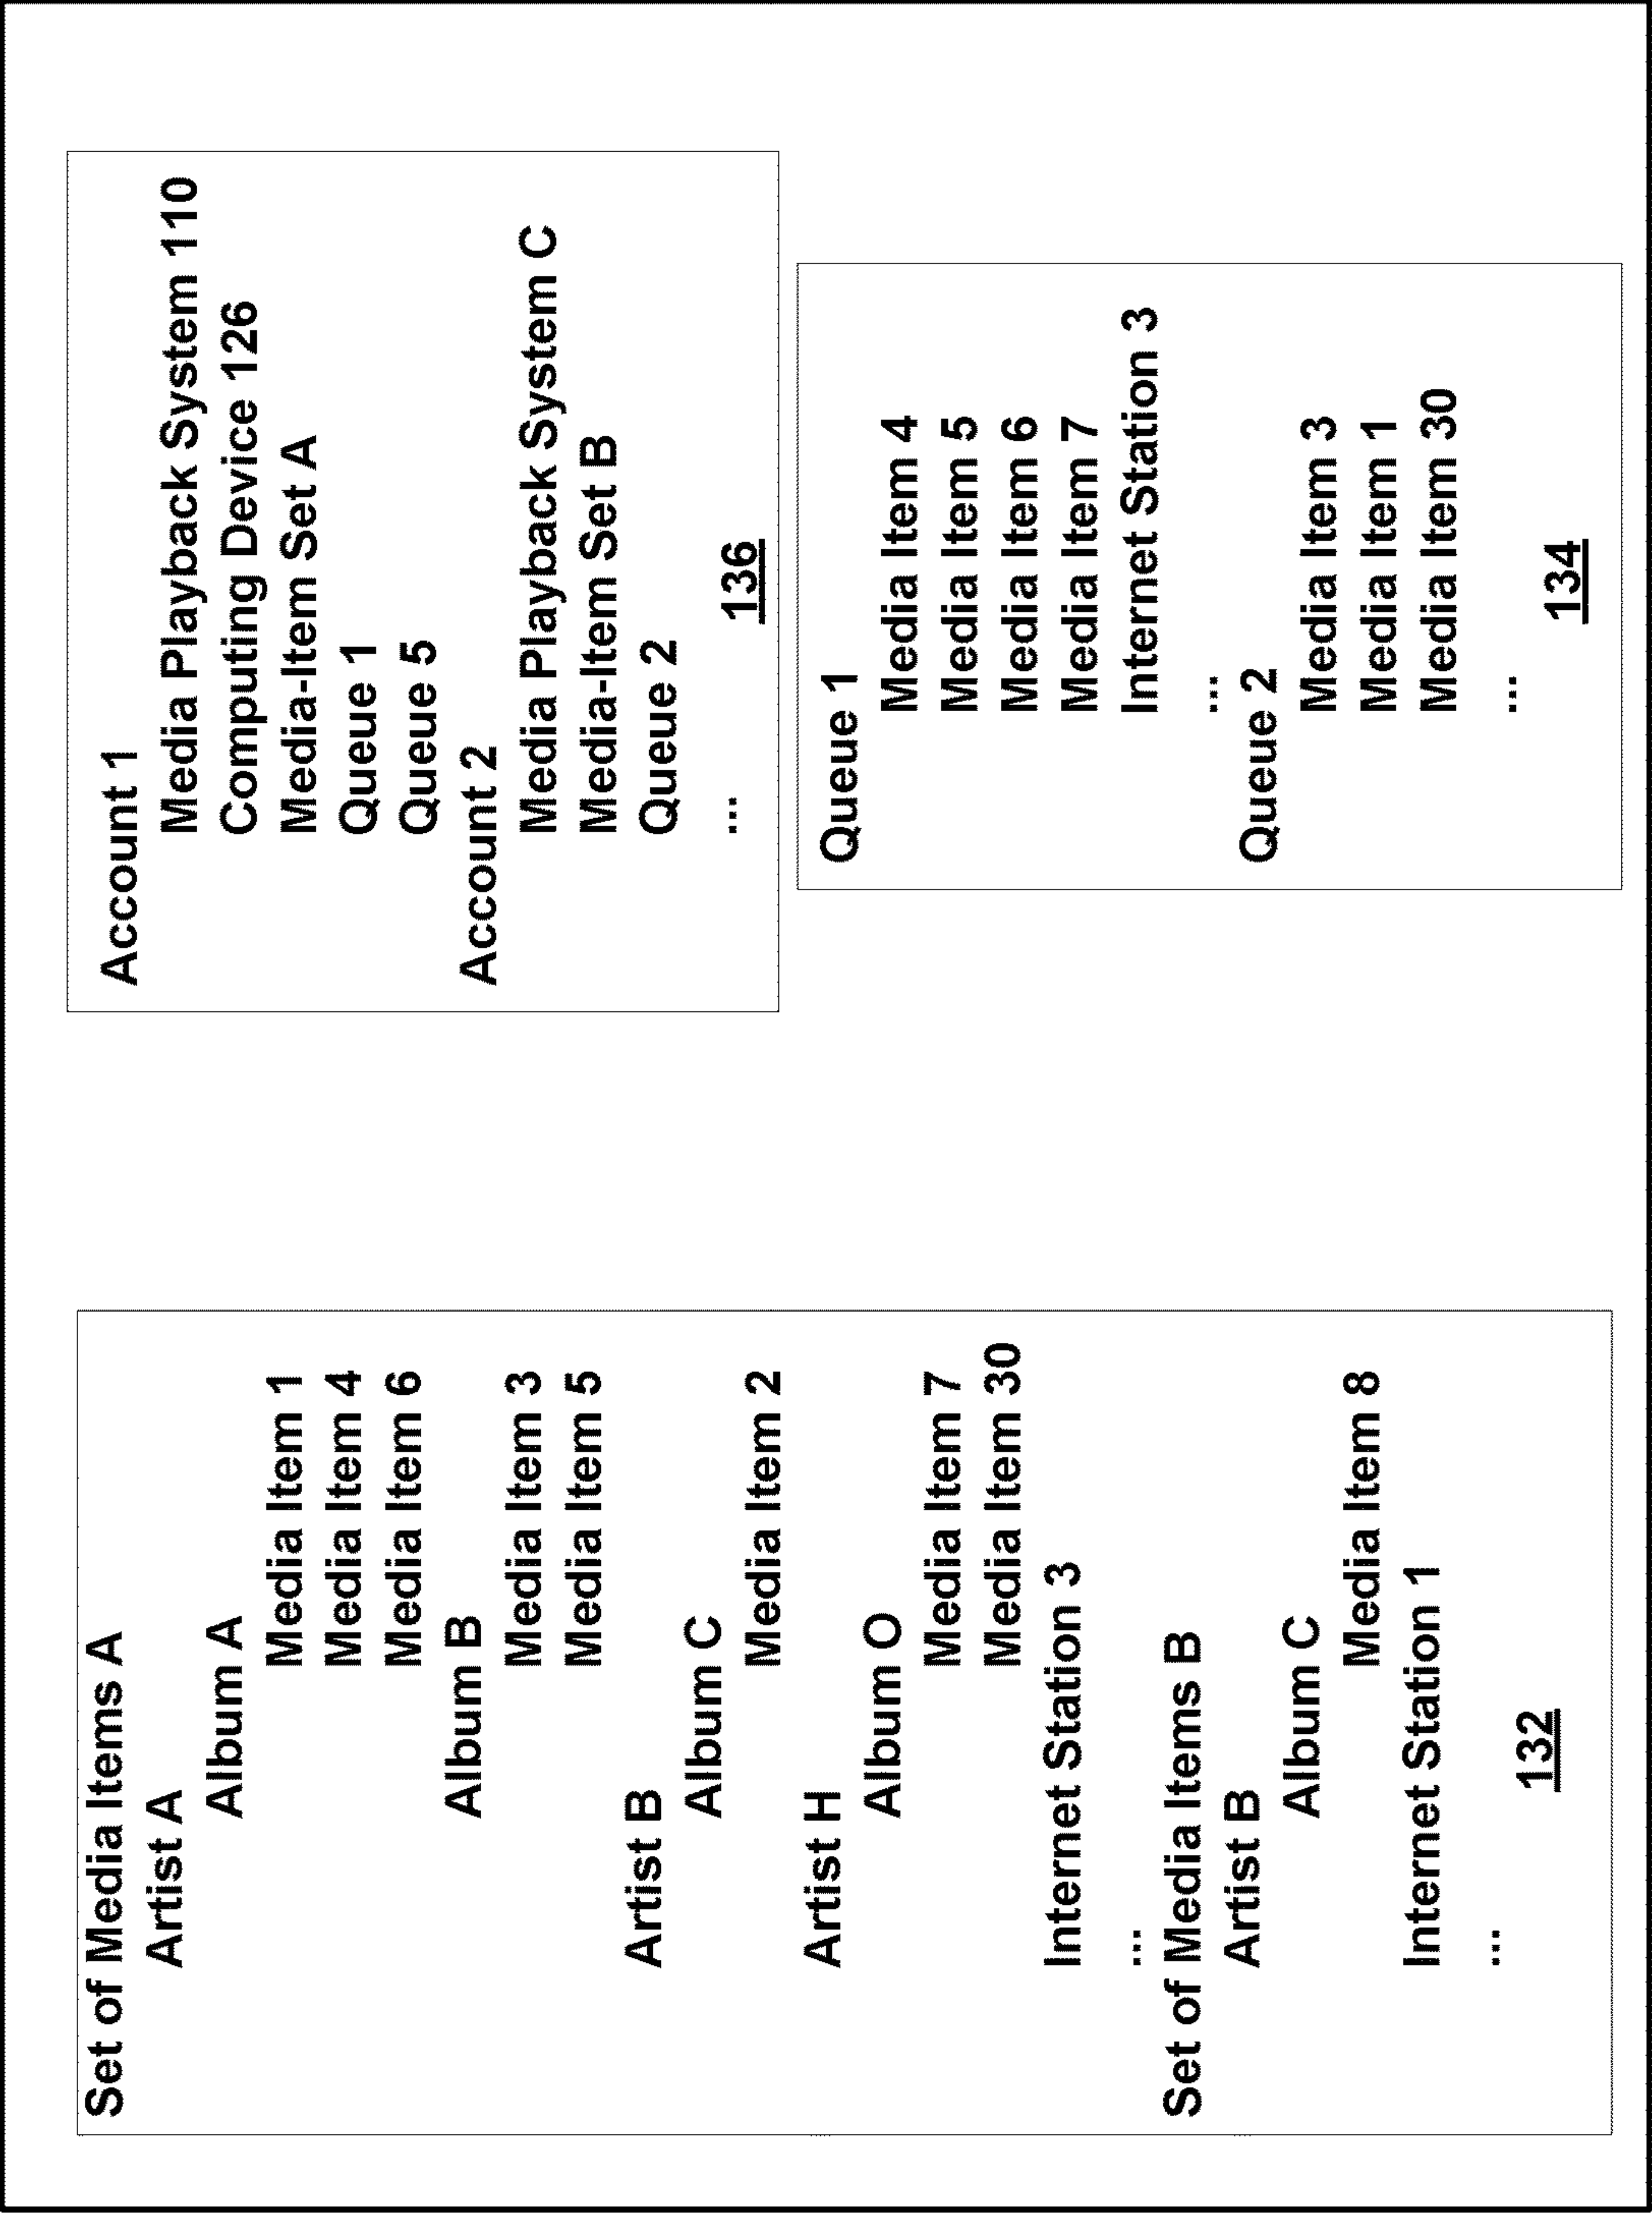 Set of Media Items A
Artist A
Album A
Media Item 1
Media Item 4
Media Item 6
Album B
Media Item 3
Media Item 5
Artist B
Album C
Media Item 2
Artist H
Album O
Media Item 7
Media Item 30
Internet Station 3
...
Set of Media Items B
Artist B
Album C
Media Item 8
Internet Station 1
...
132
Account 1
Media Playback System 110
Computing Device 126
Media-Item Set A
Queue 1
Queue 5
Account 2
Media Playback System C
Media-Item Set B
Queue 2
...
136
Queue 1
Media Item 4
Media Item 5
Media Item 6
Media Item 7
Internet Station 3
...
Queue 2
Media Item 3
Media Item 1
Media Item 30
...
134